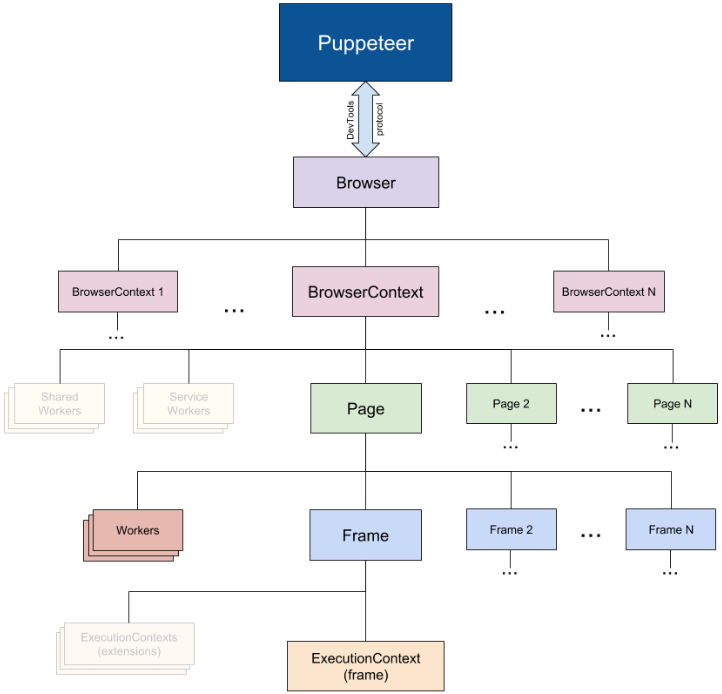 Puppeteer
DevTools
protocol
Browser
BrowserContext 1
...
BrowserContext
...
BrowserContext N
...
...
Shared
Workers
Service
Workers
Page
Page 2
...
Page N
...
...
Workers
Frame
Frame 2
...
Frame N
...
...
ExecutionContexts
(extensions)
ExecutionContext
(frame)